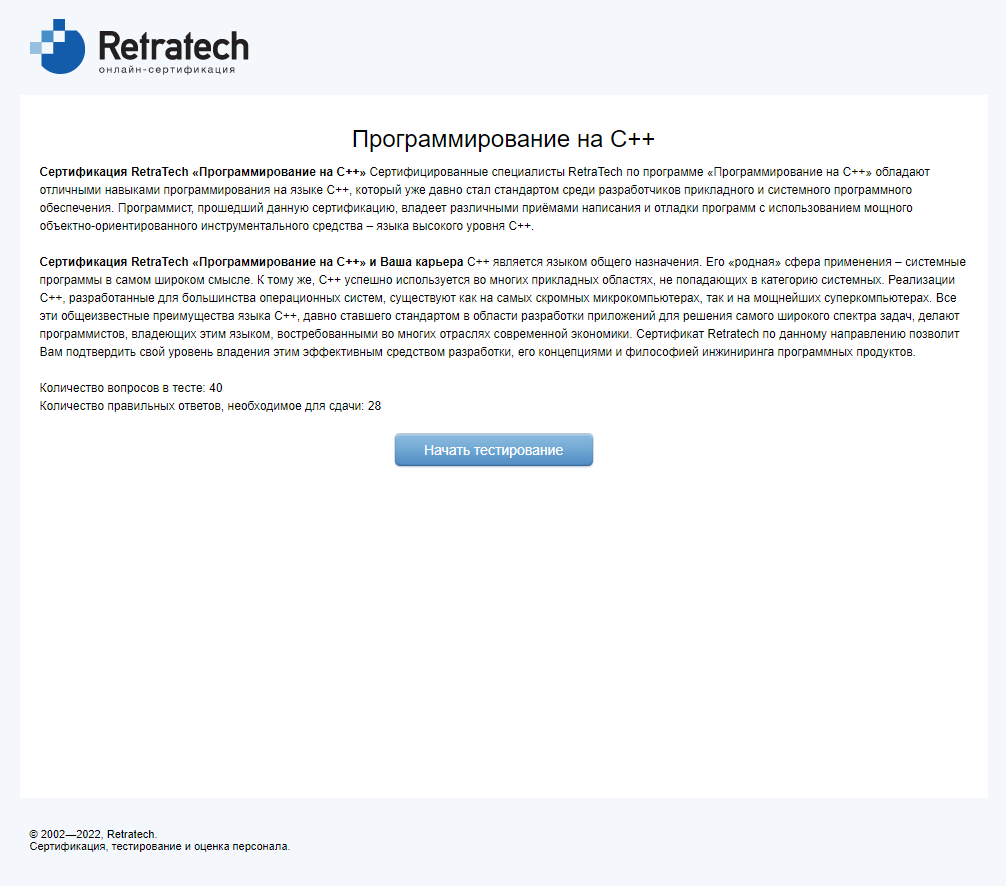 Retratech
онлайн-сертификация
Программирование на C++
Сертификация RetraTech «Программирование на C++» Сертифицированные специалисты RetraTech по программе «Программирование на C++» обладают
отличными навыками программирования на языке C++, который уже давно стал стандартом среди разработчиков прикладного и системного программного
обеспечения. Программист, прошедший данную сертификацию, владеет различными приёмами написания и отладки программ с использованием мощного
объектно-ориентированного инструментального средства – языка высокого уровня C++.
Сертификация RetraTech «Программирование на C++» и Ваша карьера C++ является языком общего назначения. Его «родная» сфера применения – системные
программы в самом широком смысле. К тому же, C++ успешно используется во многих прикладных областях, не попадающих в категорию системных. Реализации
C++, разработанные для большинства операционных систем, существуют как на самых скромных микрокомпьютерах, так и на мощнейших суперкомпьютерах. Все
эти общеизвестные преимущества языка C++, давно ставшего стандартом в области разработки приложений для решения самого широкого спектра задач, делают
программистов, владеющих этим языком, востребованными во многих отраслях современной экономики. Сертификат Retratech по данному направлению позволит
Вам подтвердить свой уровень владения этим эффективным средством разработки, его концепциями и философией инжиниринга программных продуктов.
Количество вопросов в тесте: 40
Количество правильных ответов, необходимое для сдачи: 28
Начать тестирование
© 2002—2022, Retratech.
Сертификация, тестирование и оценка персонала.